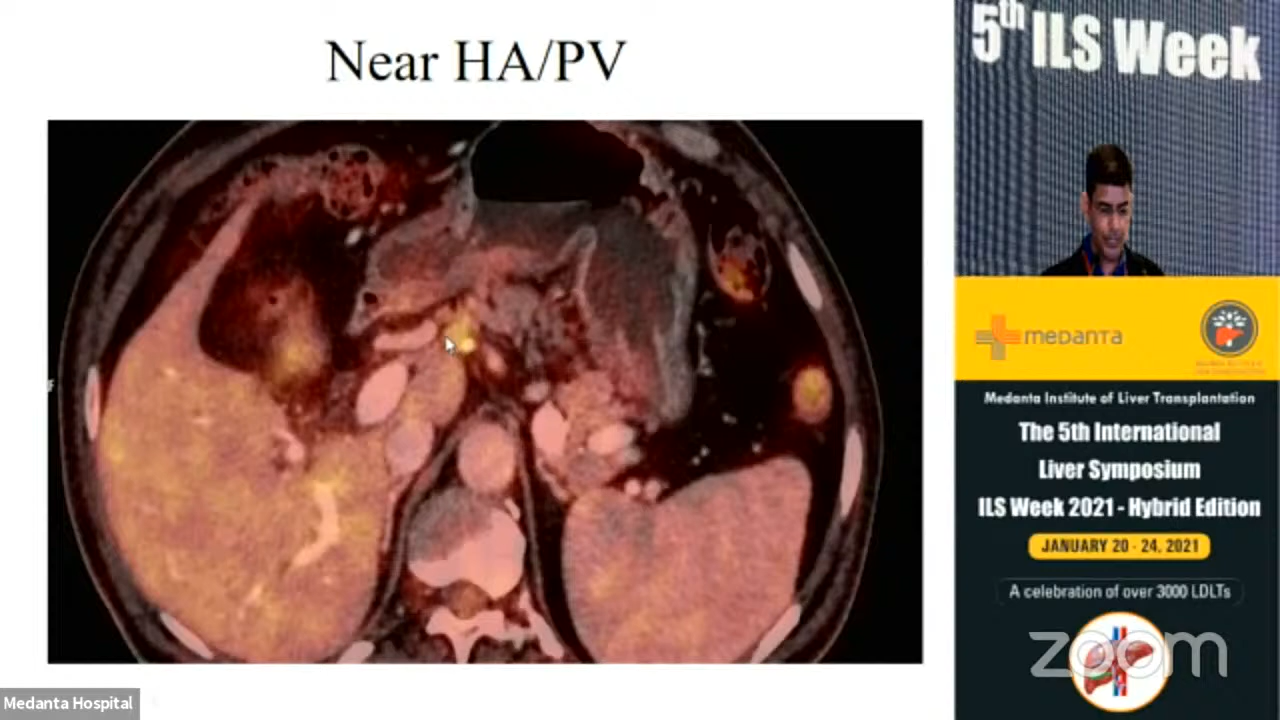 Near HA/PV
5th ILS Week
medanta
Medanta Institute of Liver Transplantation
The 5th International
Liver Symposium
ILS Week 2021 - Hybrid Edition
JANUARY 20 - 24, 2021
A celebration of over 3000 LDLTs
zoom
Medanta Hospital